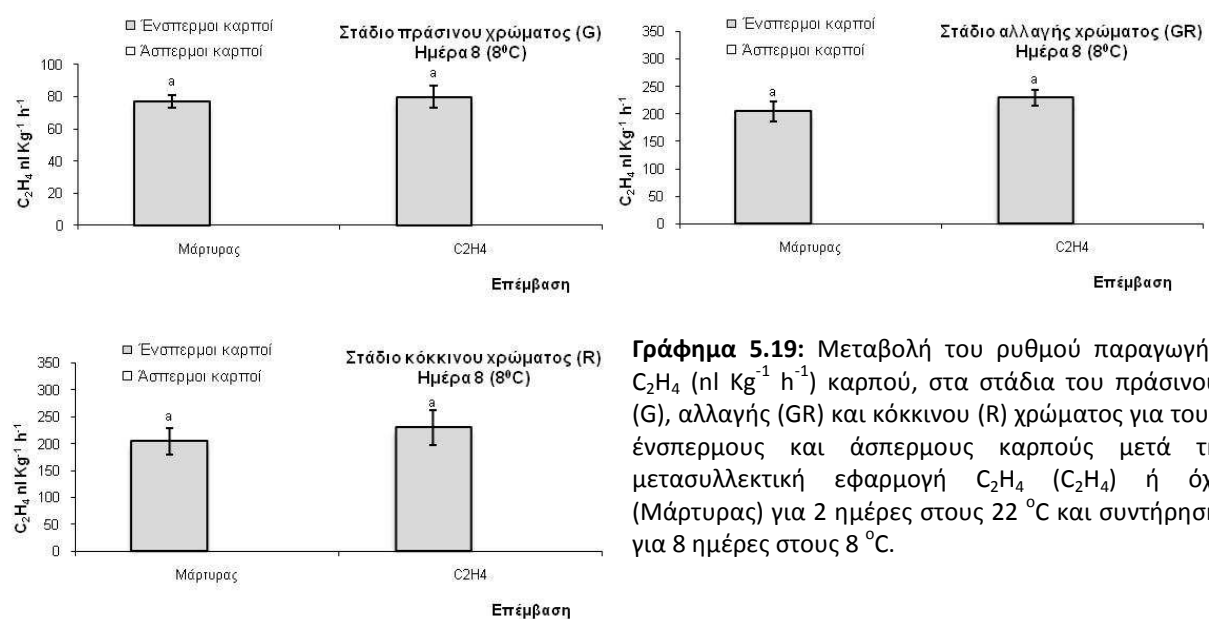 Ένσπερμοι καρποί
Άσπερμοι καρποί
Στάδιο πράσινου χρώματος (G)
Ημέρα 8 (8⁰C)
C₂H₄ nl Kg⁻¹ h⁻¹
100
80
60
40
20
0
a
a
Μάρτυρας
C2H4
Επέμβαση
Ένσπερμοι καρποί
Άσπερμοι καρποί
Στάδιο αλλαγής χρώματος (GR)
Ημέρα 8 (8⁰C)
C₂H₄ nl Kg⁻¹ h⁻¹
350
300
250
200
150
100
50
0
a
a
Μάρτυρας
C2H4
Επέμβαση
Ένσπερμοι καρποί
Άσπερμοι καρποί
Στάδιο κόκκινου χρώματος (R)
Ημέρα 8 (8⁰C)
C₂H₄ nl Kg⁻¹ h⁻¹
350
300
250
200
150
100
50
0
a
a
Μάρτυρας
C2H4
Επέμβαση
Γράφημα 5.19: Μεταβολή του ρυθμού παραγωγή
C₂H₄ (nl Kg⁻¹ h⁻¹) καρπού, στα στάδια του πράσινου
(G), αλλαγής (GR) και κόκκινου (R) χρώματος για του
ένσπερμους και άσπερμους καρπούς μετά τη
μετασυλλεκτική εφαρμογή C₂H₄ (C₂H₄) ή όχ
(Μάρτυρας) για 2 ημέρες στους 22 °C και συντήρηση
για 8 ημέρες στους 8 °C.